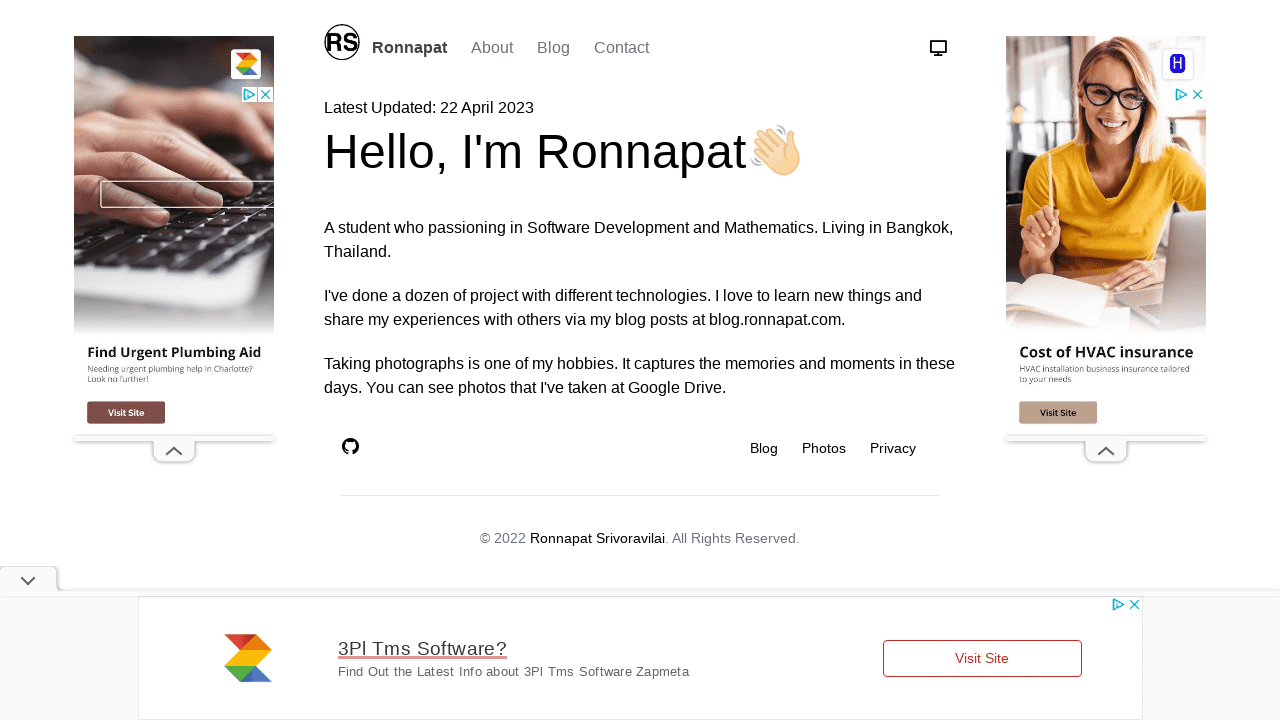 RS Ronnapat About Blog Contact
Latest Updated: 22 April 2023
Hello, I'm Ronnapat👋🏻
A student who passioning in Software Development and Mathematics. Living in Bangkok,
Thailand.
I've done a dozen of project with different technologies. I love to learn new things and
share my experiences with others via my blog posts at blog.ronnapat.com.
Taking photographs is one of my hobbies. It captures the memories and moments in these
days. You can see photos that I've taken at Google Drive.
Blog Photos Privacy
© 2022 Ronnapat Srivoravilai. All Rights Reserved.
Find Urgent Plumbing Aid
Needing urgent plumbing help in Charlotte?
Look no further!
Visit Site
H
Cost of HVAC insurance
HVAC installation business insurance tailored
to your needs
Visit Site
3Pl Tms Software?
Find Out the Latest Info about 3Pl Tms Software Zapmeta
Visit Site